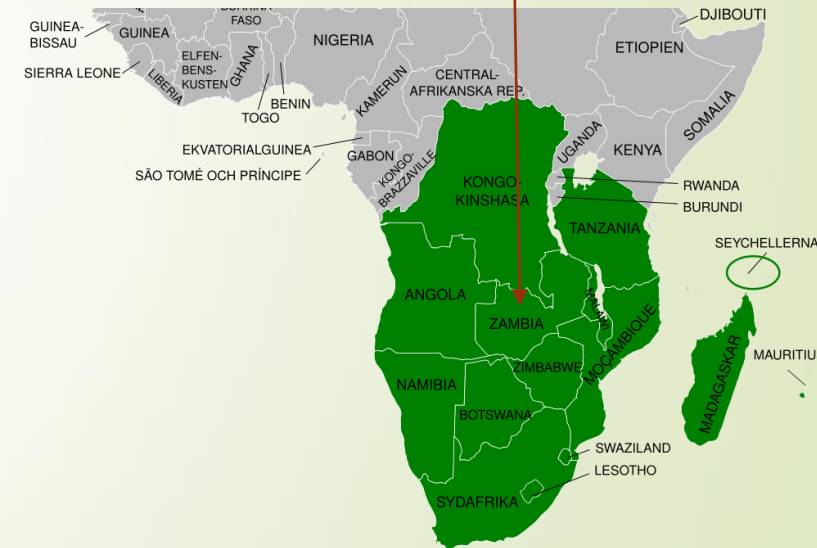 BURKINA
FASO
DJIBOUTI
GUINEA-
BISSAU
GUINEA
NIGERIA
ETIOPIEN
SIERRA LEONE
LIBERIA
ELFEN-
BENS-
KUSTEN
GHANA
TOGO
BENIN
KAMERUN
CENTRAL-
AFRIKANSKA REP.
SOMALIA
EKVATORIALGUINEA
GABON
KONGO-
BRAZZAVILLE
UGANDA
KENYA
SÃO TOMÉ OCH PRÍNCIPE
KONGO-
KINSHASA
RWANDA
BURUNDI
TANZANIA
SEYCHELLERNA
ANGOLA
ZAMBIA
MALAWI
MOÇAMBIQUE
MADAGASKAR
MAURITIU
NAMIBIA
ZIMBABWE
BOTSWANA
SWAZILAND
LESOTHO
SYDAFRIKA